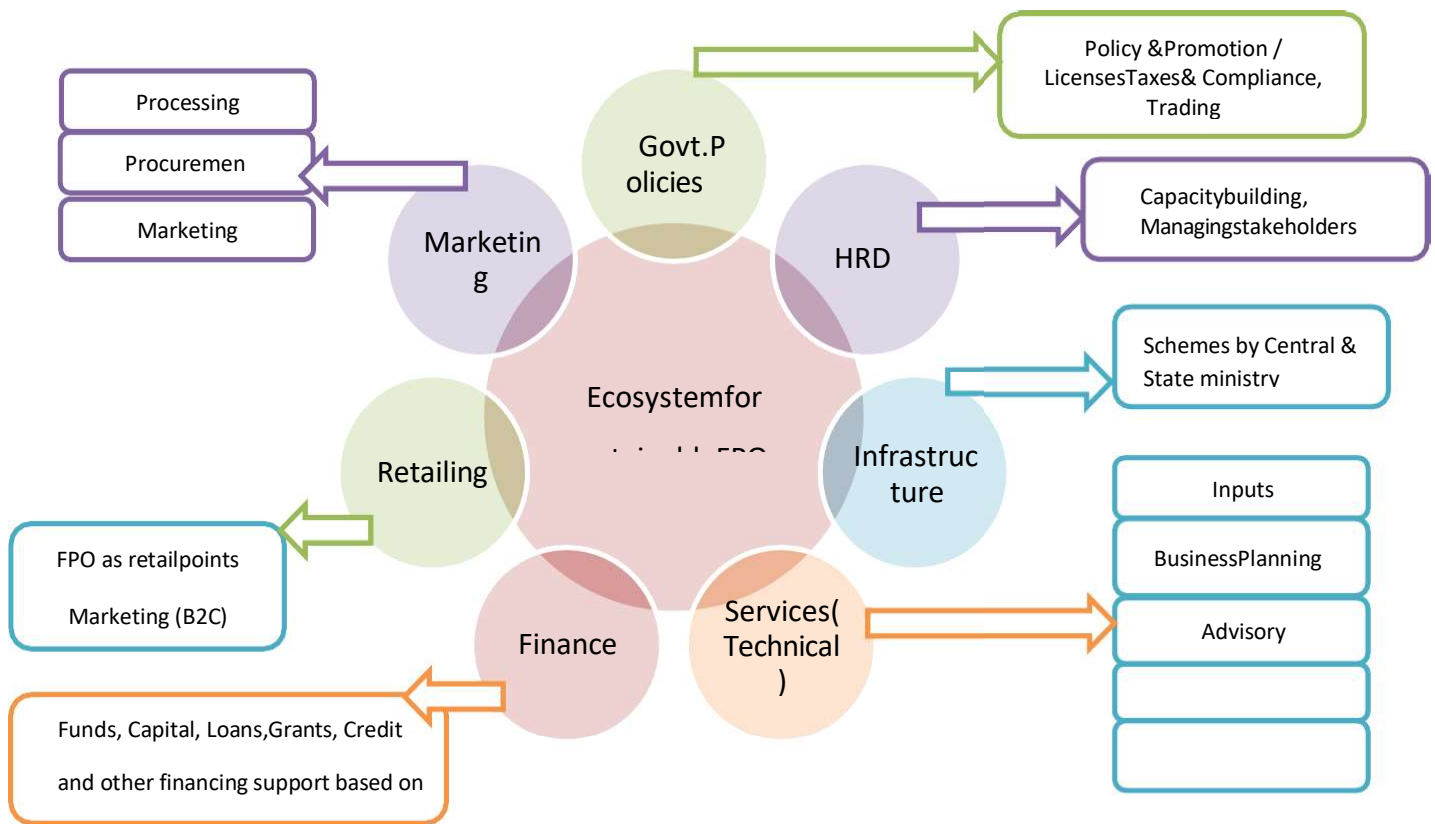 Policy &Promotion /
LicensesTaxes& Compliance,
Trading
Processing
Procuremen
Marketing
Govt.P
olicies
Capacitybuilding,
Managingstakeholders
Marketin
g
HRD
Schemes by Central &
State ministry
Ecosystemfor
Retailing
Infrastruc
ture
Inputs
BusinessPlanning
Advisory
FPO as retailpoints
Marketing (B2C)
Finance
Services(
Technical
)
Funds, Capital, Loans,Grants, Credit
and other financing support based on